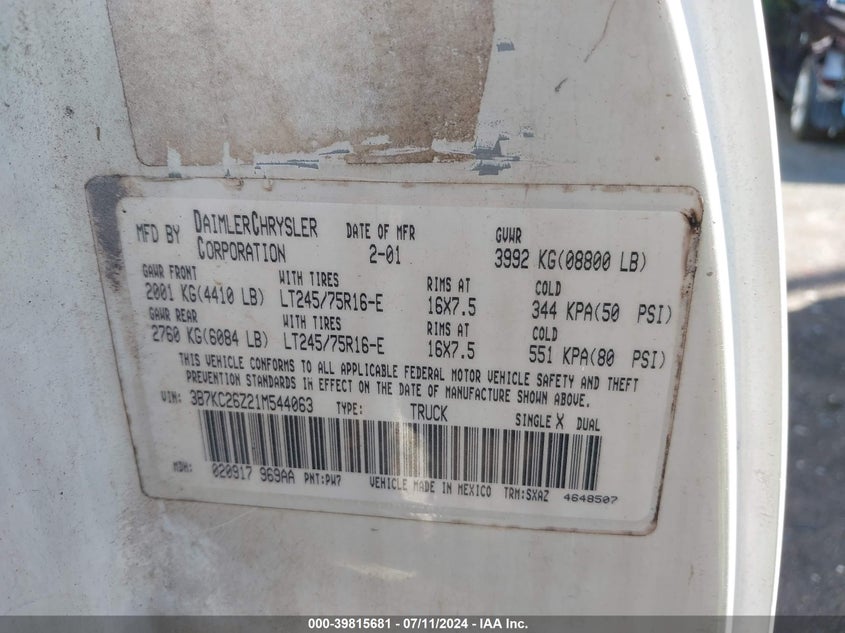 MFD BY DAIMLERCHRYSLER CORPORATION DATE OF MFR 2-01 GVWR 3992 KG(08800 LB)
GAWR FRONT WITH TIRES RIMS AT COLD
2001 KG(4410 LB) LT245/75R16-E 16X7.5 344 KPA(50 PSI)
GAWR REAR WITH TIRES RIMS AT COLD
2760 KG(6084 LB) LT245/75R16-E 16X7.5 551 KPA(80 PSI)
THIS VEHICLE CONFORMS TO ALL APPLICABLE FEDERAL MOTOR VEHICLE SAFETY AND THEFT
PREVENTION STANDARDS IN EFFECT ON THE DATE OF MANUFACTURE SHOWN ABOVE.
VIN: 3B7KC26Z21M544063 TYPE: TRUCK SINGLE X DUAL
MDH: 020917 969AA PNT:PW7 VEHICLE MADE IN MEXICO TRM:SXAZ 4648507
000-39815681 - 07/11/2024 - IAA Inc.